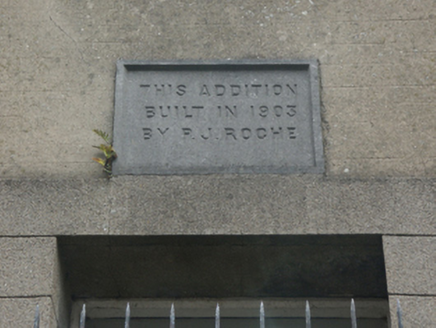 THIS ADDITION
BUILT IN 1903
BY P.J. ROCHE